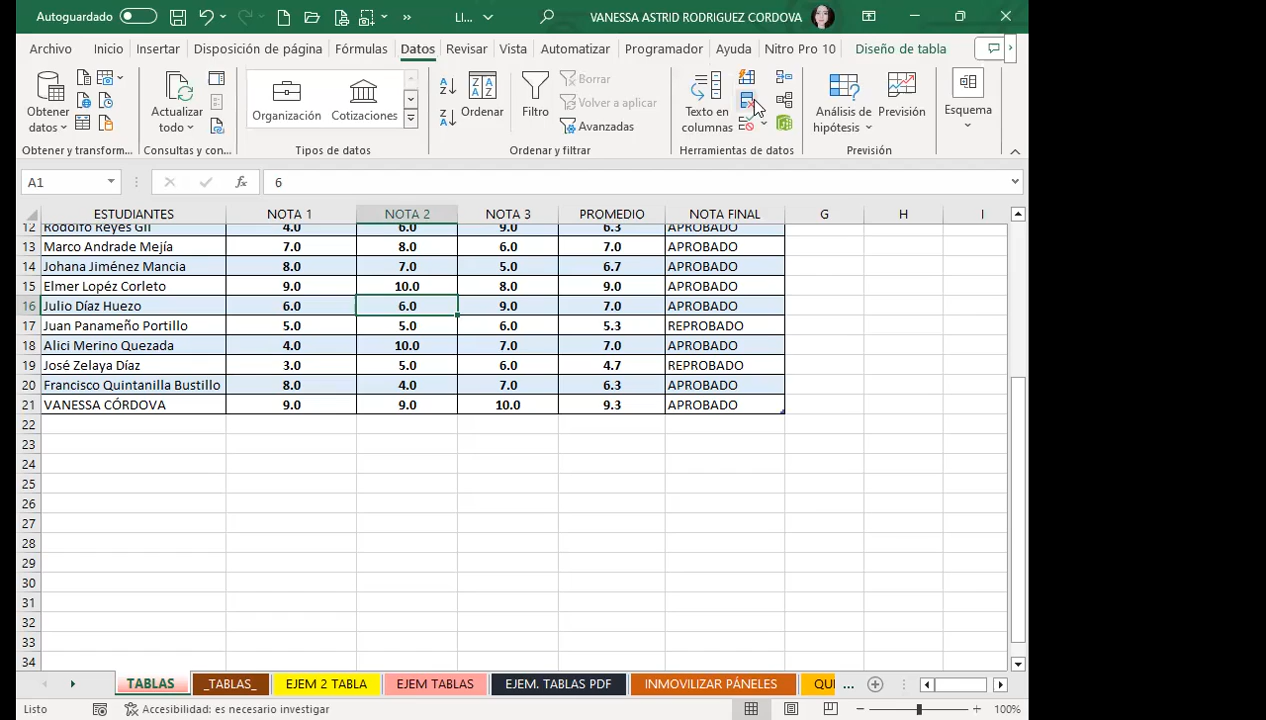 Autoguardado » LI... VANESSA ASTRID RODRIGUEZ CORDOVA
Archivo Inicio Insertar Disposición de página Fórmulas Datos Revisar Vista Automatizar Programador Ayuda Nitro Pro 10 Diseño de tabla
Obtener datos Actualizar todo Organización Cotizaciones Ordenar Filtro Borrar Volver a aplicar Avanzadas Texto en columnas Análisis de hipótesis Previsión Esquema
Obtener y transform... Consultas y con... Tipos de datos Ordenar y filtrar Herramientas de datos Previsión
A1 fx 6
ESTUDIANTES NOTA 1 NOTA 2 NOTA 3 PROMEDIO NOTA FINAL G H I
12 Rodolfo Reyes Gil 4.0 6.0 9.0 6.3 APROBADO
13 Marco Andrade Mejía 7.0 8.0 6.0 7.0 APROBADO
14 Johana Jiménez Mancia 8.0 7.0 5.0 6.7 APROBADO
15 Elmer Lopéz Corleto 9.0 10.0 8.0 9.0 APROBADO
16 Julio Díaz Huezo 6.0 6.0 9.0 7.0 APROBADO
17 Juan Panameño Portillo 5.0 5.0 6.0 5.3 REPROBADO
18 Alici Merino Quezada 4.0 10.0 7.0 7.0 APROBADO
19 José Zelaya Díaz 3.0 5.0 6.0 4.7 REPROBADO
20 Francisco Quintanilla Bustillo 8.0 4.0 7.0 6.3 APROBADO
21 VANESSA CÓRDOVA 9.0 9.0 10.0 9.3 APROBADO
22
23
24
25
26
27
28
29
30
31
32
33
34
TABLAS _TABLAS_ EJEM 2 TABLA EJEM TABLAS EJEM. TABLAS PDF INMOVILIZAR PÁNELES QUI ...
Listo Accesibilidad: es necesario investigar 100%